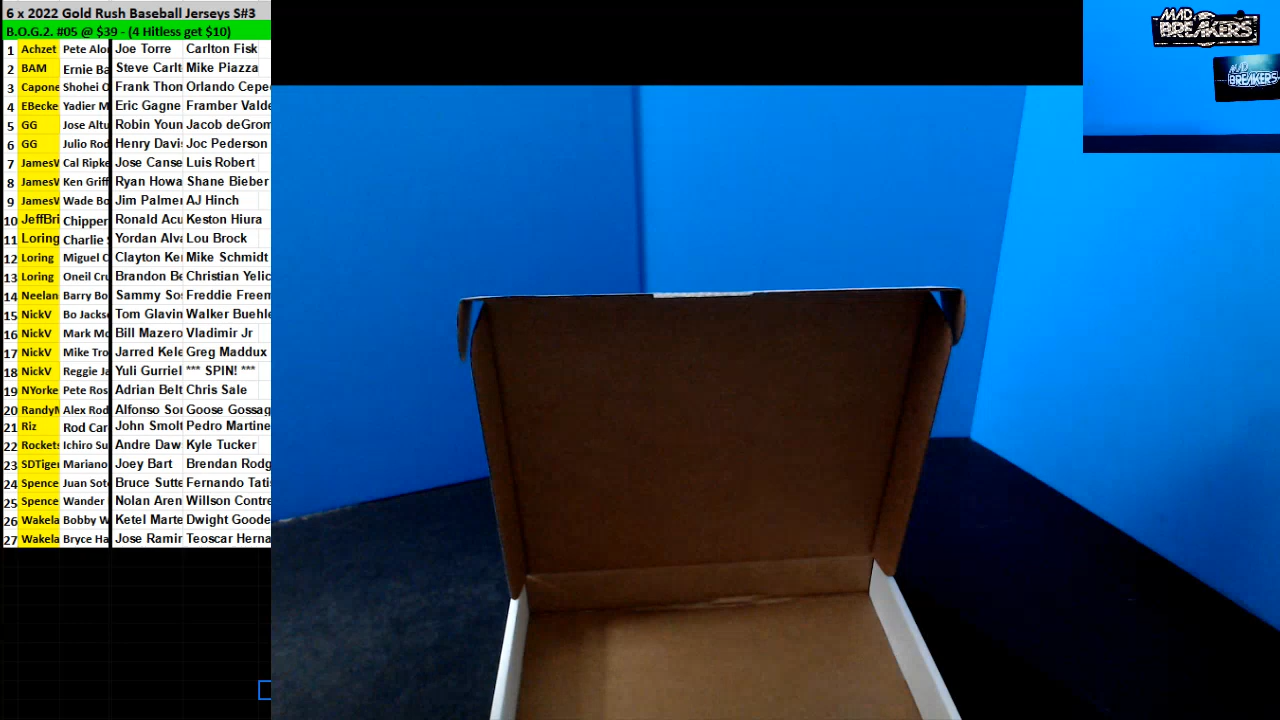 6 x 2022 Gold Rush Baseball Jerseys S#3
B.O.G.2. #05 @ $39 - (4 Hitless get $10)
1 Achzet Pete Alo Joe Torre Carlton Fisk
2 BAM Ernie Ba Steve Carlt Mike Piazza
3 Capone Shohei O Frank Thon Orlando Cepe
4 EBecke Yadier M Eric Gagne Framber Valde
5 GG Jose Altu Robin Youn Jacob deGrom
6 GG Julio Rod Henry Davi Joc Pederson
7 JamesW Cal Ripke Jose Canse Luis Robert
8 JamesW Ken Griff Ryan Howa Shane Bieber
9 JamesW Wade Bo Jim Palmer AJ Hinch
10 JeffBri Chipper Ronald Acu Keston Hiura
11 Loring Charlie Yordan Alva Lou Brock
12 Loring Miguel C Clayton Ke Mike Schmidt
13 Loring Oneil Cru Brandon Be Christian Yelic
14 Neelan Barry Bo Sammy So Freddie Freem
15 NickV Bo Jacks Tom Glavin Walker Buehle
16 NickV Mark Mc Bill Mazero Vladimir Jr
17 NickV Mike Tro Jarred Kele Greg Maddux
18 NickV Reggie Ja Yuli Gurriel *** SPIN! ***
19 NYorke Pete Ros Adrian Belt Chris Sale
20 RandyM Alex Rod Alfonso Sor Goose Gossag
21 Riz Rod Car John Smolt Pedro Martine
22 Rockets Ichiro Su Andre Daw Kyle Tucker
23 SDTiger Mariano Joey Bart Brendan Rodg
24 Spence Juan Sot Bruce Sutte Fernando Tatis
25 Spence Wander Nolan Aren Willson Contre
26 Wakela Bobby W Ketel Marte Dwight Goode
27 Wakela Bryce Ha Jose Ramir Teoscar Herna
MAD
BREAKERS
MAD
BREAKERS